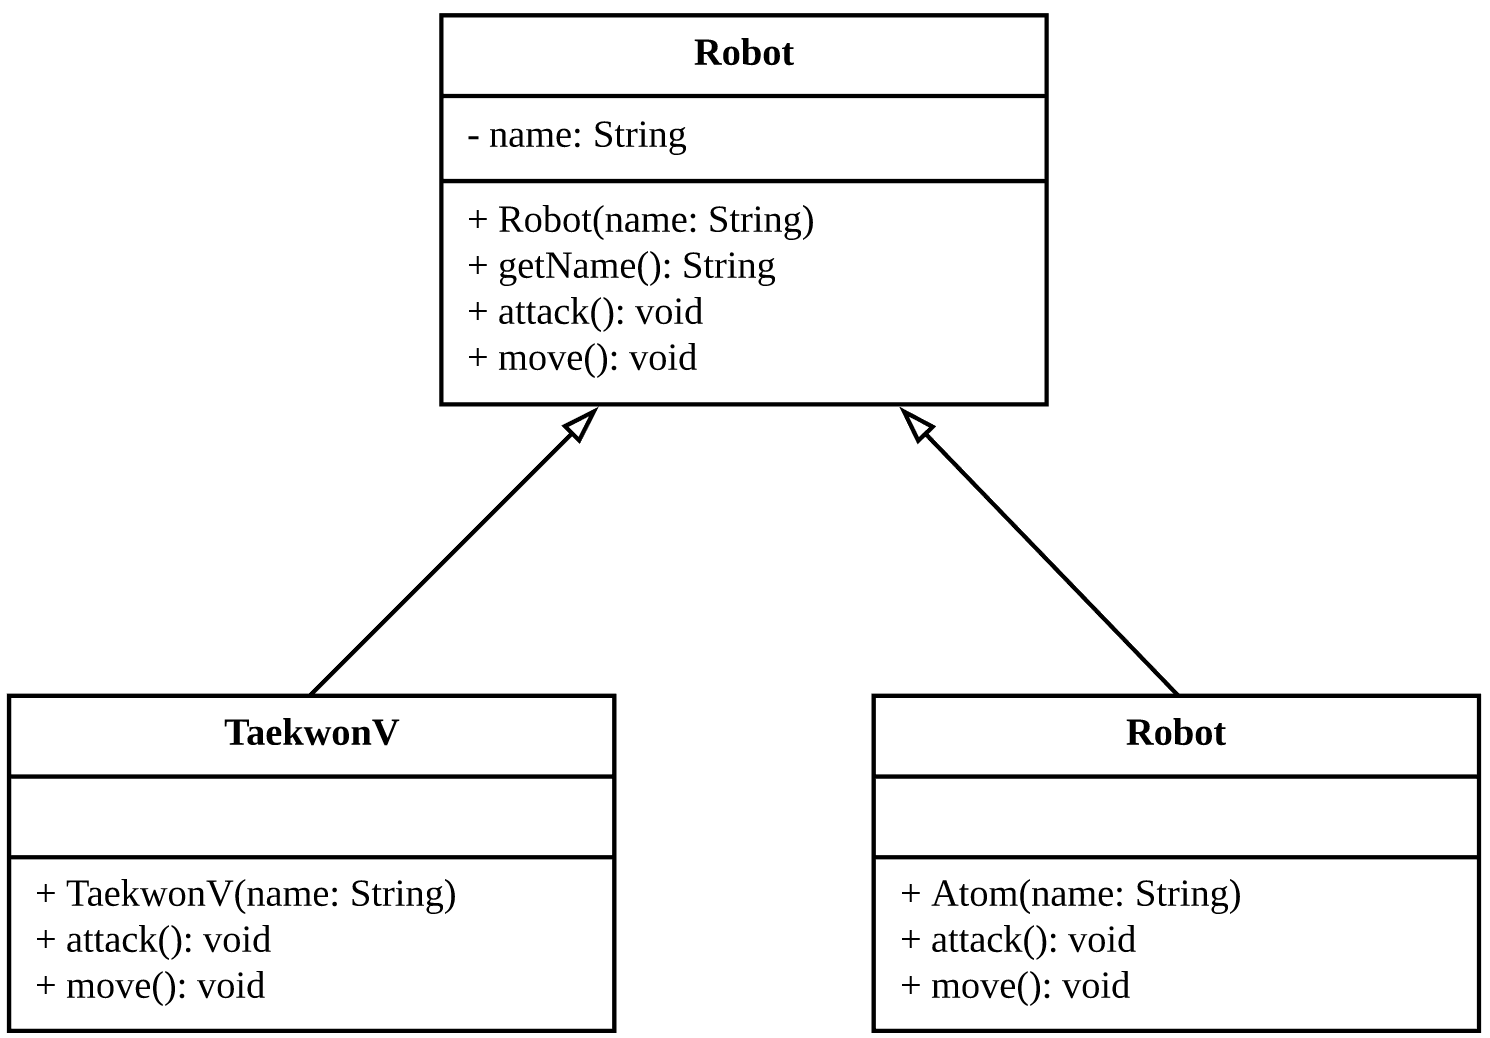 Robot
- name: String
+ Robot(name: String)
+ getName(): String
+ attack(): void
+ move(): void
TaekwonV
+ TaekwonV(name: String)
+ attack(): void
+ move(): void
Robot
+ Atom(name: String)
+ attack(): void
+ move(): void